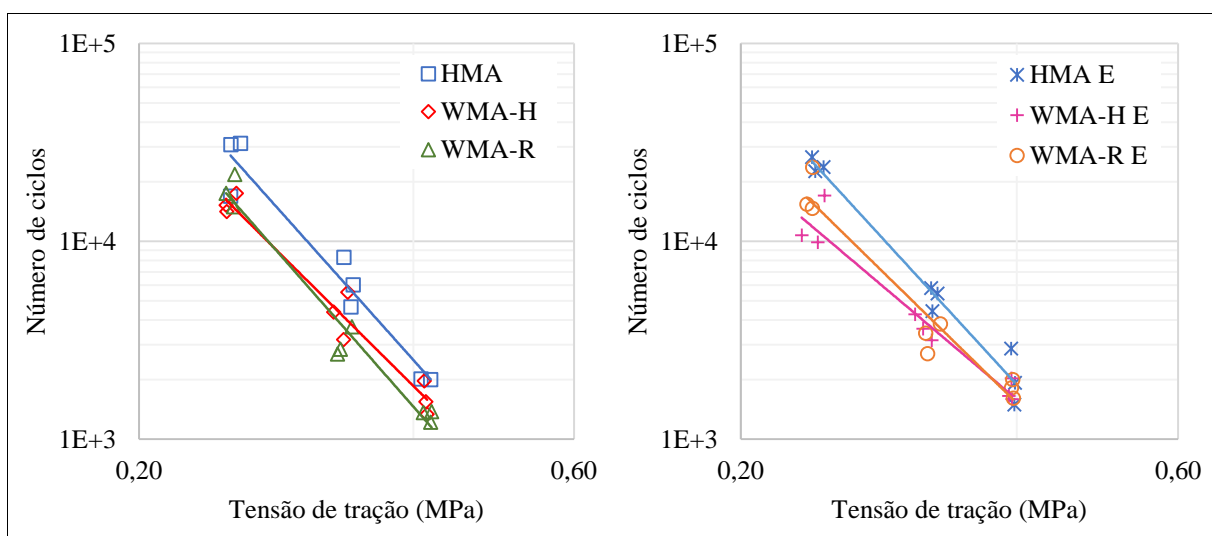 1E+5
HMA
WMA-H
WMA-R
1E+4
1E+3
0,20
0,60
Número de ciclos
Tensão de tração (MPa)
1E+5
HMA E
WMA-H E
WMA-R E
1E+4
1E+3
0,20
0,60
Número de ciclos
Tensão de tração (MPa)